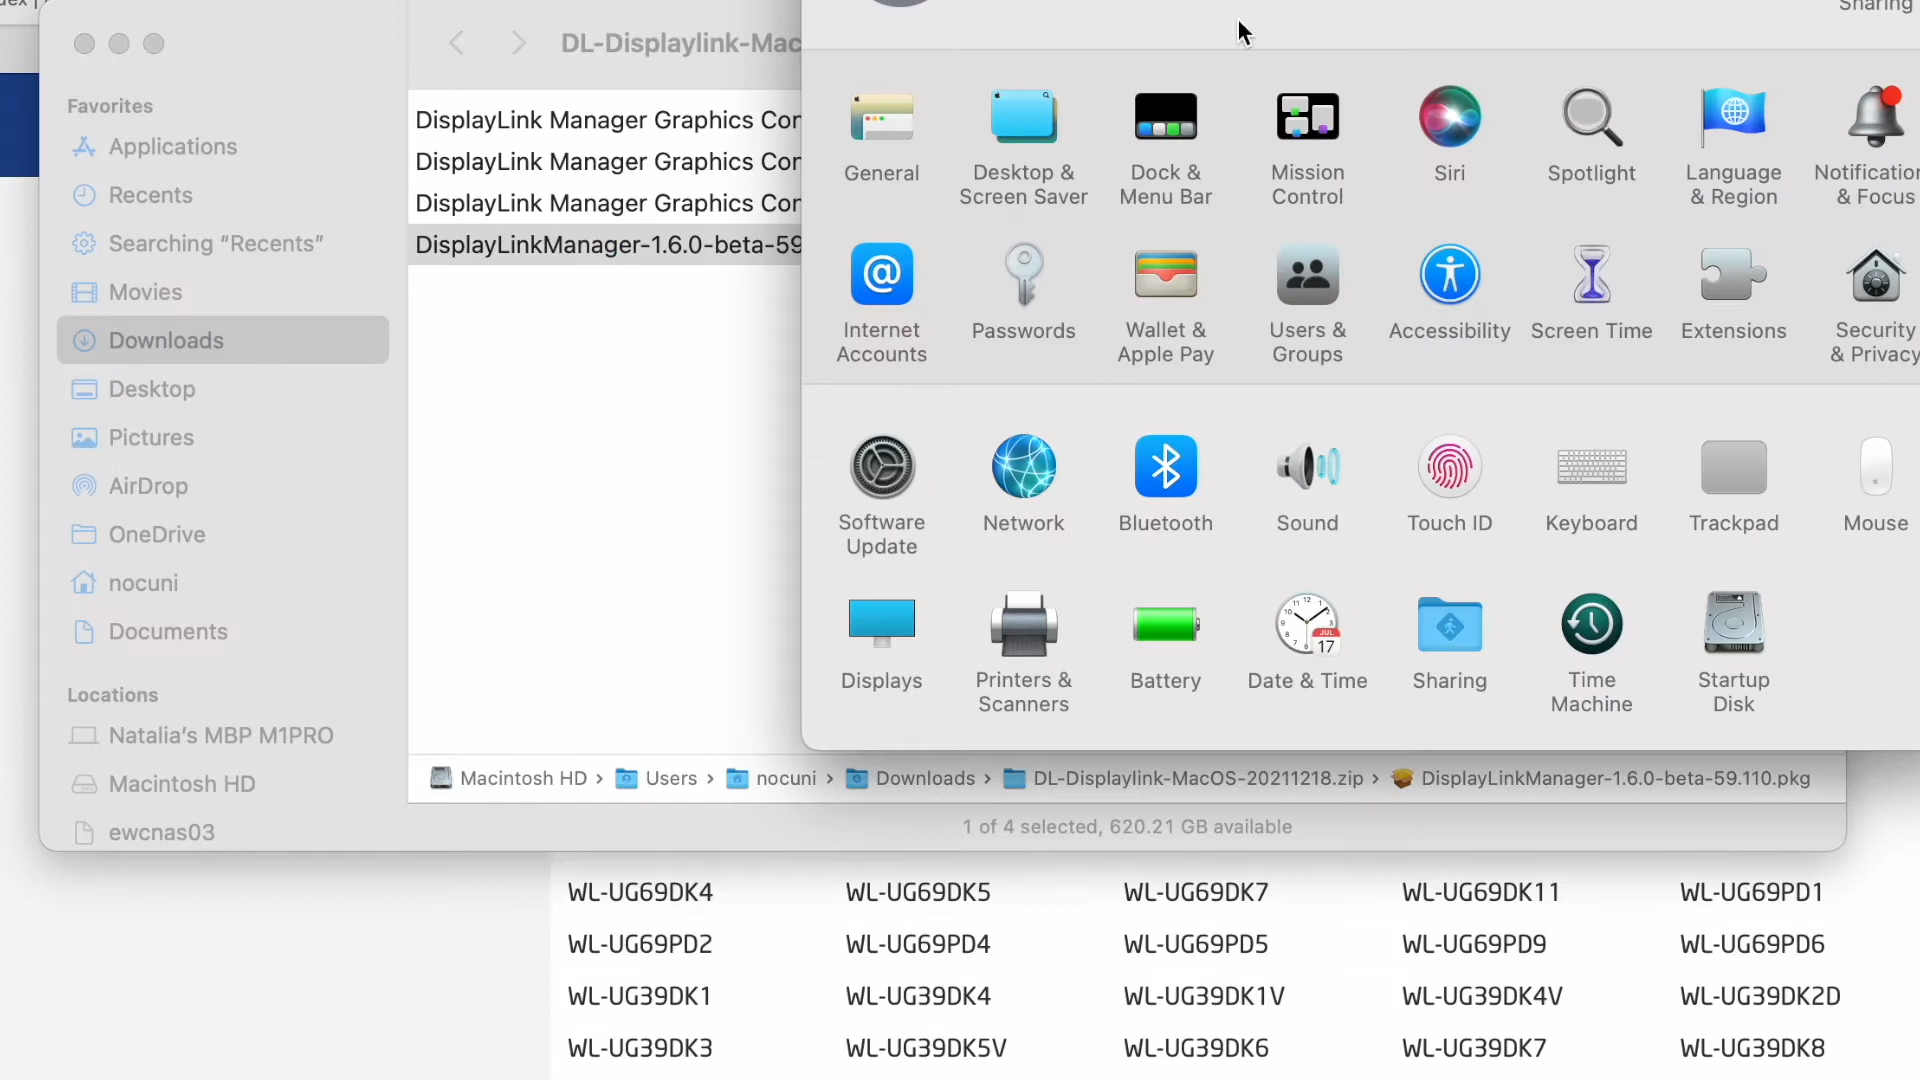 Sharing
DL-Displaylink-Mac
Favorites
Applications
Recents
Searching “Recents”
Movies
Downloads
Desktop
Pictures
AirDrop
OneDrive
nocuni
Documents
Locations
Natalia’s MBP M1PRO
Macintosh HD
ewcnas03
DisplayLink Manager Graphics Con
DisplayLink Manager Graphics Con
DisplayLink Manager Graphics Con
DisplayLinkManager-1.6.0-beta-59
General
Desktop &
Screen Saver
Dock &
Menu Bar
Mission
Control
Siri
Spotlight
Language
& Region
Notification
& Focus
Internet
Accounts
Passwords
Wallet &
Apple Pay
Users &
Groups
Accessibility
Screen Time
Extensions
Security
& Privacy
Software
Update
Network
Bluetooth
Sound
Touch ID
Keyboard
Trackpad
Mouse
Displays
Printers &
Scanners
Battery
JUL
17
Date & Time
Sharing
Time
Machine
Startup
Disk
Macintosh HD › Users › nocuni › Downloads › DL-Displaylink-MacOS-20211218.zip › DisplayLinkManager-1.6.0-beta-59.110.pkg
1 of 4 selected, 620.21 GB available
WL-UG69DK4 WL-UG69DK5 WL-UG69DK7 WL-UG69DK11 WL-UG69PD1
WL-UG69PD2 WL-UG69PD4 WL-UG69PD5 WL-UG69PD9 WL-UG69PD6
WL-UG39DK1 WL-UG39DK4 WL-UG39DK1V WL-UG39DK4V WL-UG39DK2D
WL-UG39DK3 WL-UG39DK5V WL-UG39DK6 WL-UG39DK7 WL-UG39DK8